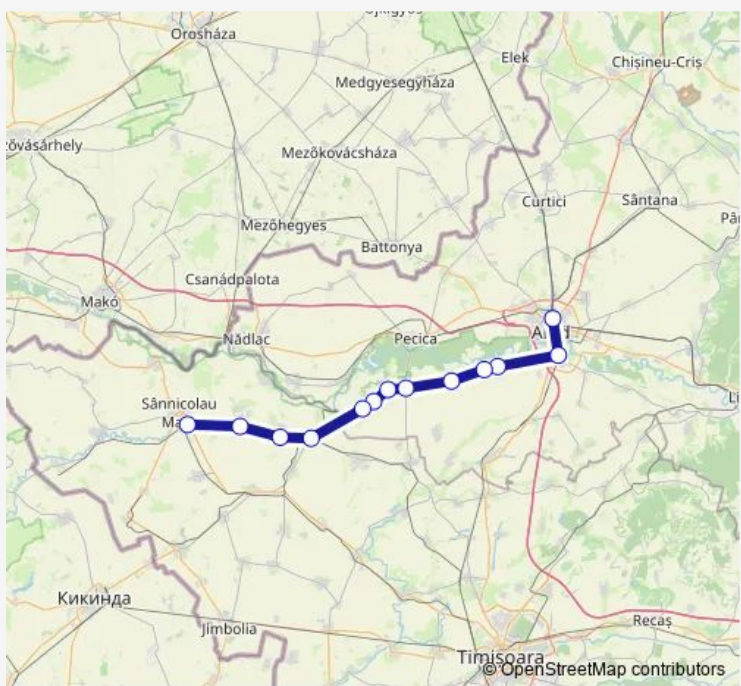 Orosháza
Elek
Chișineu-Criș
Medgyesegyháza
Mezőkovácsháza
Curtici
Sântana
Mezőhegyes
Battonya
Csanádpalota
Makó
Nădlac
Pecica
Sânnicolau
Кикинда
Jimbolia
Recaș
Timișoara
© OpenStreetMap contributors